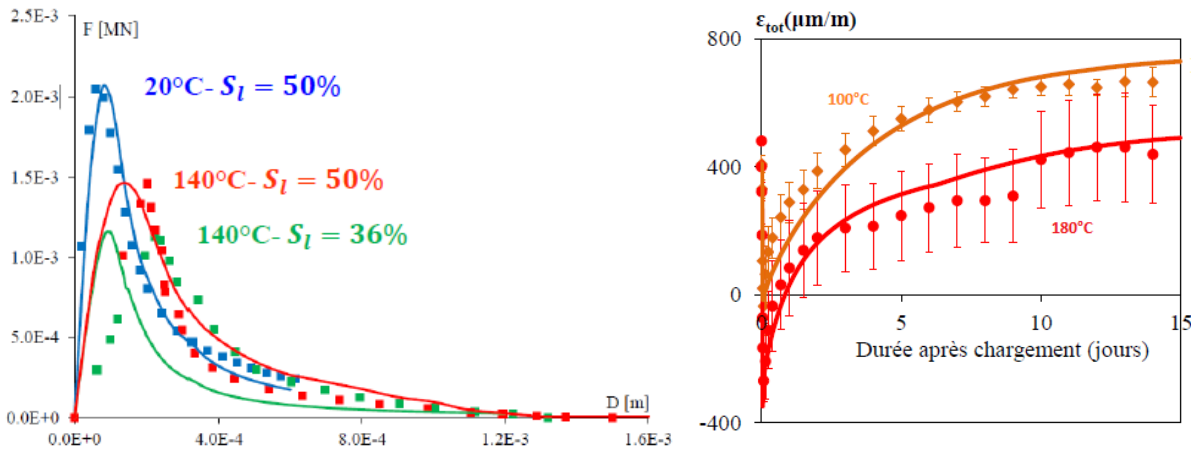 2.5E-3
F [MN]
2.0E-3
1.5E-3
1.0E-3
5.0E-4
0.0E+0
20°C- S_l = 50%
140°C- S_l = 50%
140°C- S_l = 36%
D [m]
0.0E+0 4.0E-4 8.0E-4 1.2E-3 1.6E-3
ε_tot(µm/m)
800
400
0
-400
100°C
180°C
0 5 10 15
Durée après chargement (jours)